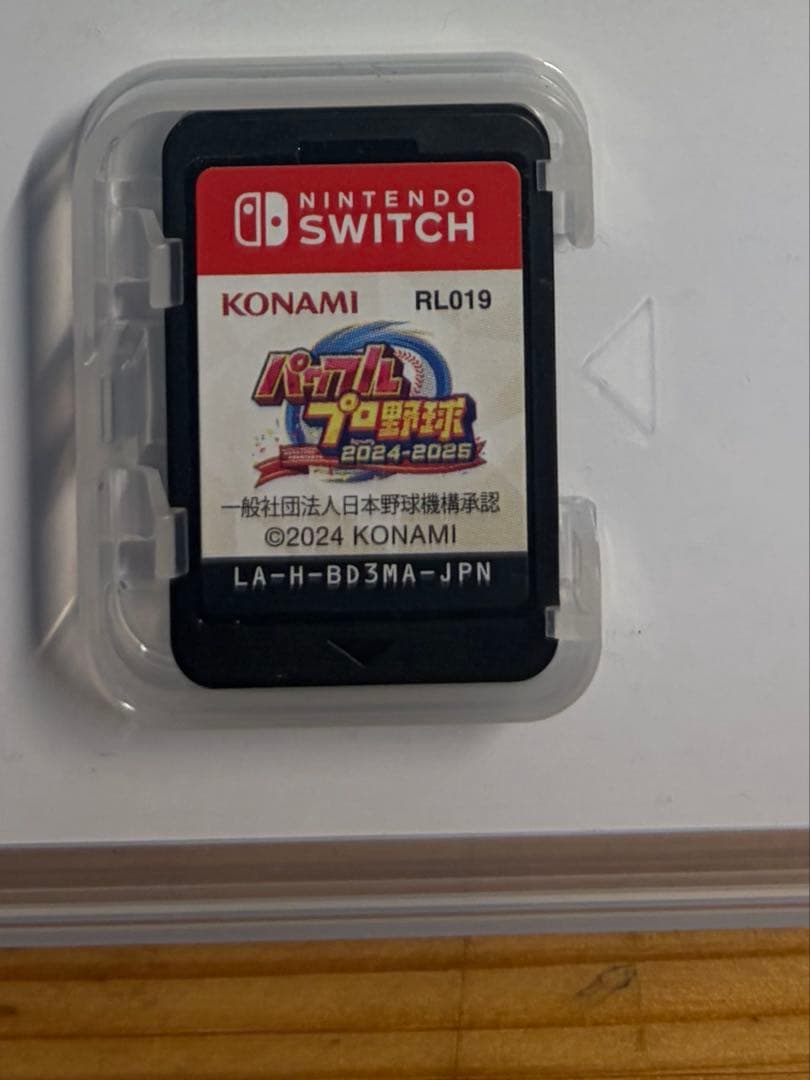 NINTENDO
SWITCH
KONAMI RL019
パワフル
プロ野球
2024-2025
一般社団法人日本野球機構承認
©2024 KONAMI
LA-H-BD3MA-JPN